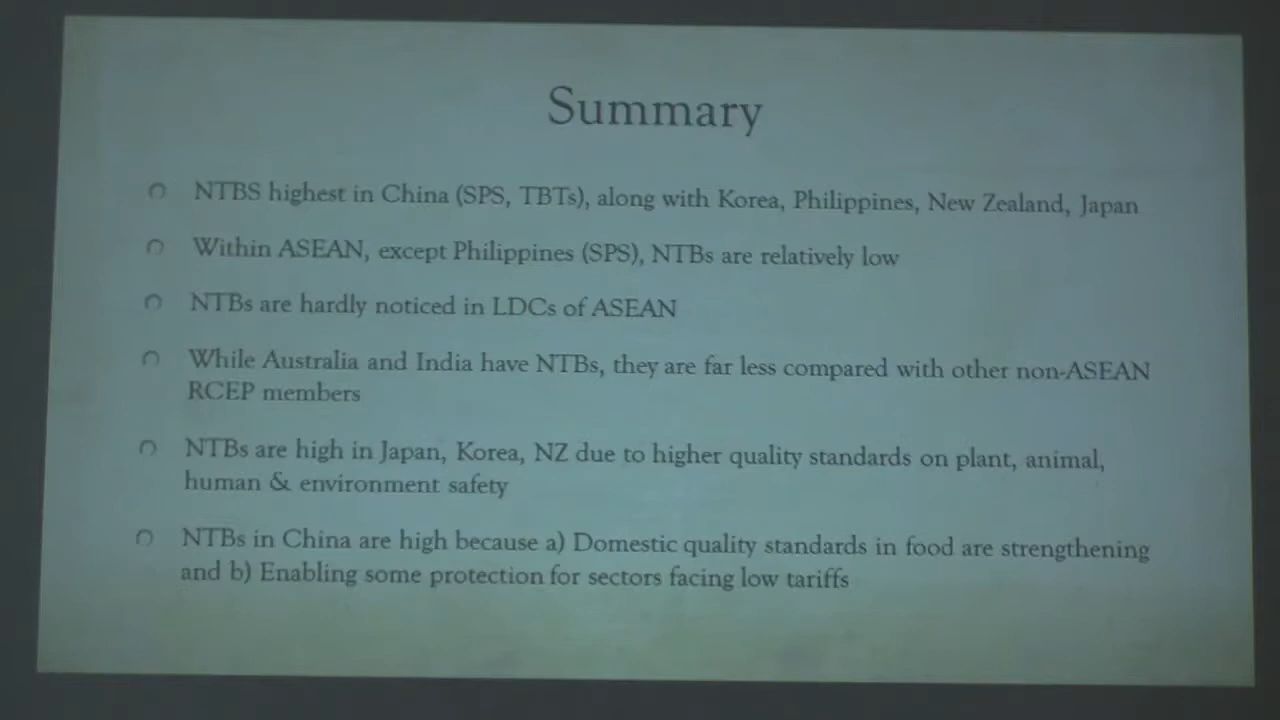 Summary
NTBS highest in China (SPS, TBTs), along with Korea, Philippines, New Zealand, Japan
Within ASEAN, except Philippines (SPS), NTBs are relatively low
NTBs are hardly noticed in LDCs of ASEAN
While Australia and India have NTBs, they are far less compared with other non-ASEAN
RCEP members
NTBs are high in Japan, Korea, NZ due to higher quality standards on plant, animal,
human & environment safety
NTBs in China are high because a) Domestic quality standards in food are strengthening
and b) Enabling some protection for sectors facing low tariffs